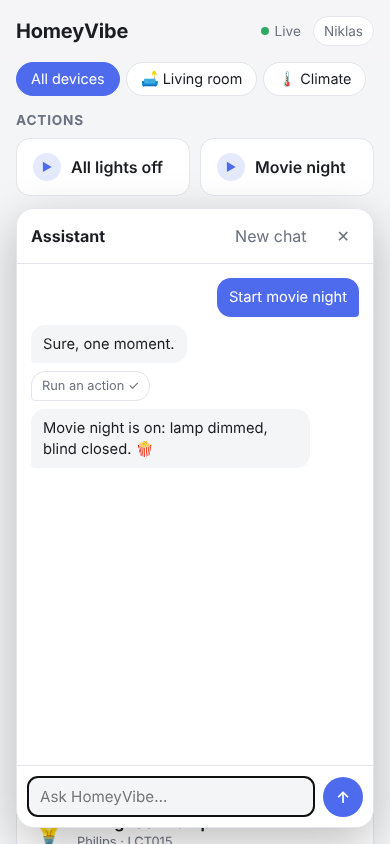 HomeyVibe
Live
Niklas
All devices
Living room
Climate
ACTIONS
All lights off
Movie night
Assistant
New chat
Start movie night
Sure, one moment.
Run an action ✓
Movie night is on: lamp dimmed,
blind closed. 🍿
Ask HomeyVibe...
Philips · LCT015